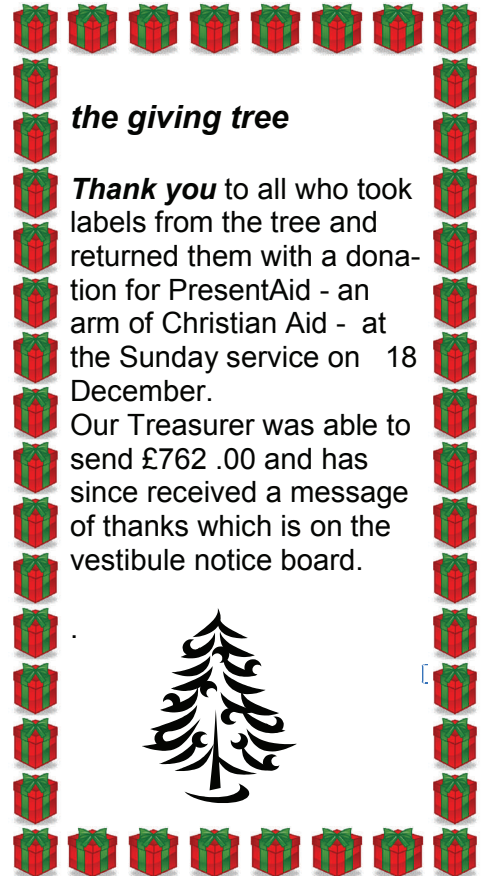 the giving tree
Thank you to all who took
labels from the tree and
returned them with a dona-
tion for PresentAid - an
arm of Christian Aid -  at
the Sunday service on   18
December.
Our Treasurer was able to
send £762 .00 and has
since received a message
of thanks which is on the
vestibule notice board.
.